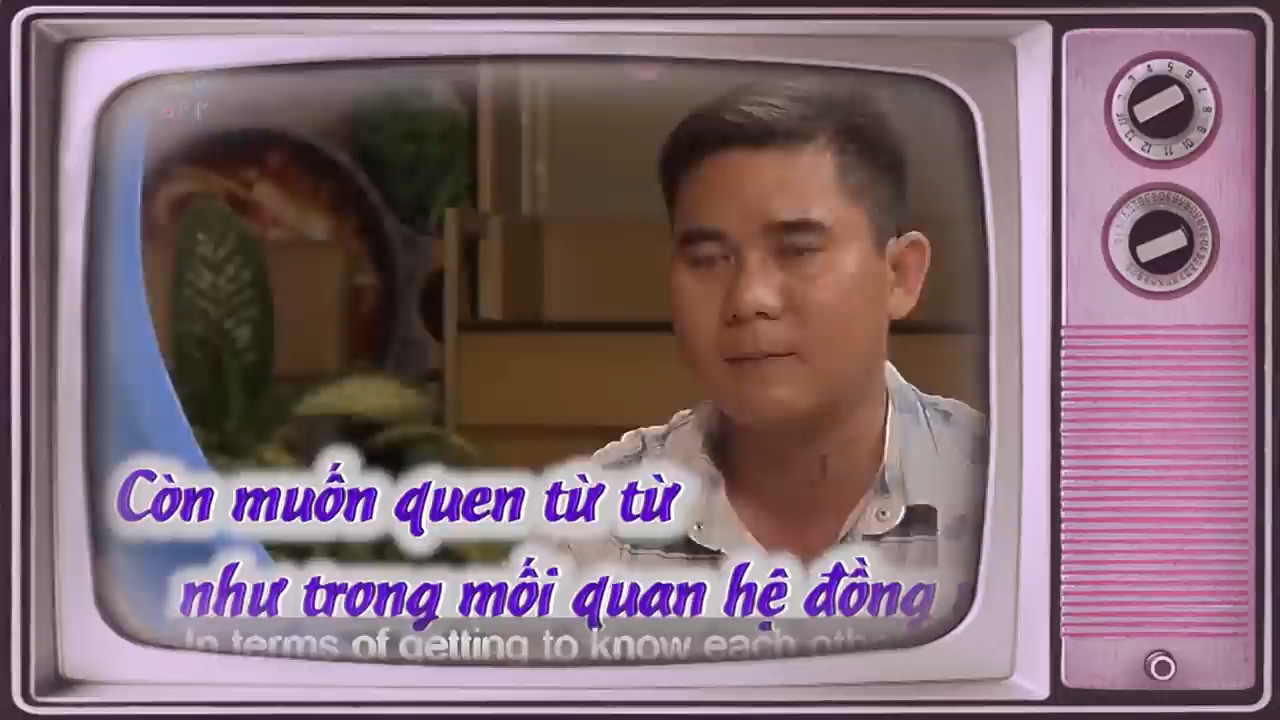 Còn muốn quen từ từ
như trong mối quan hệ đồng
In terms of getting to know each